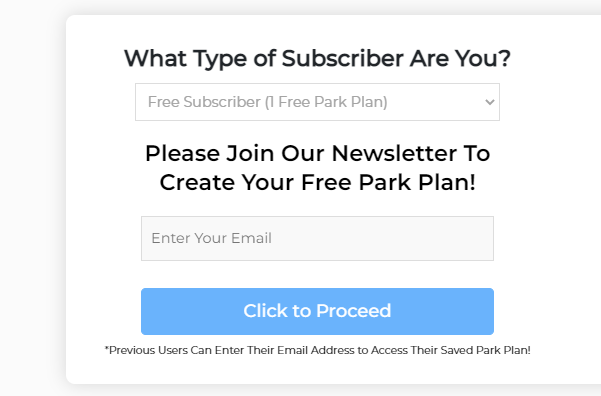 What Type of Subscriber Are You?
Free Subscriber (1 Free Park Plan)
Please Join Our Newsletter To
Create Your Free Park Plan!
Enter Your Email
Click to Proceed
*Previous Users Can Enter Their Email Address to Access Their Saved Park Plan!